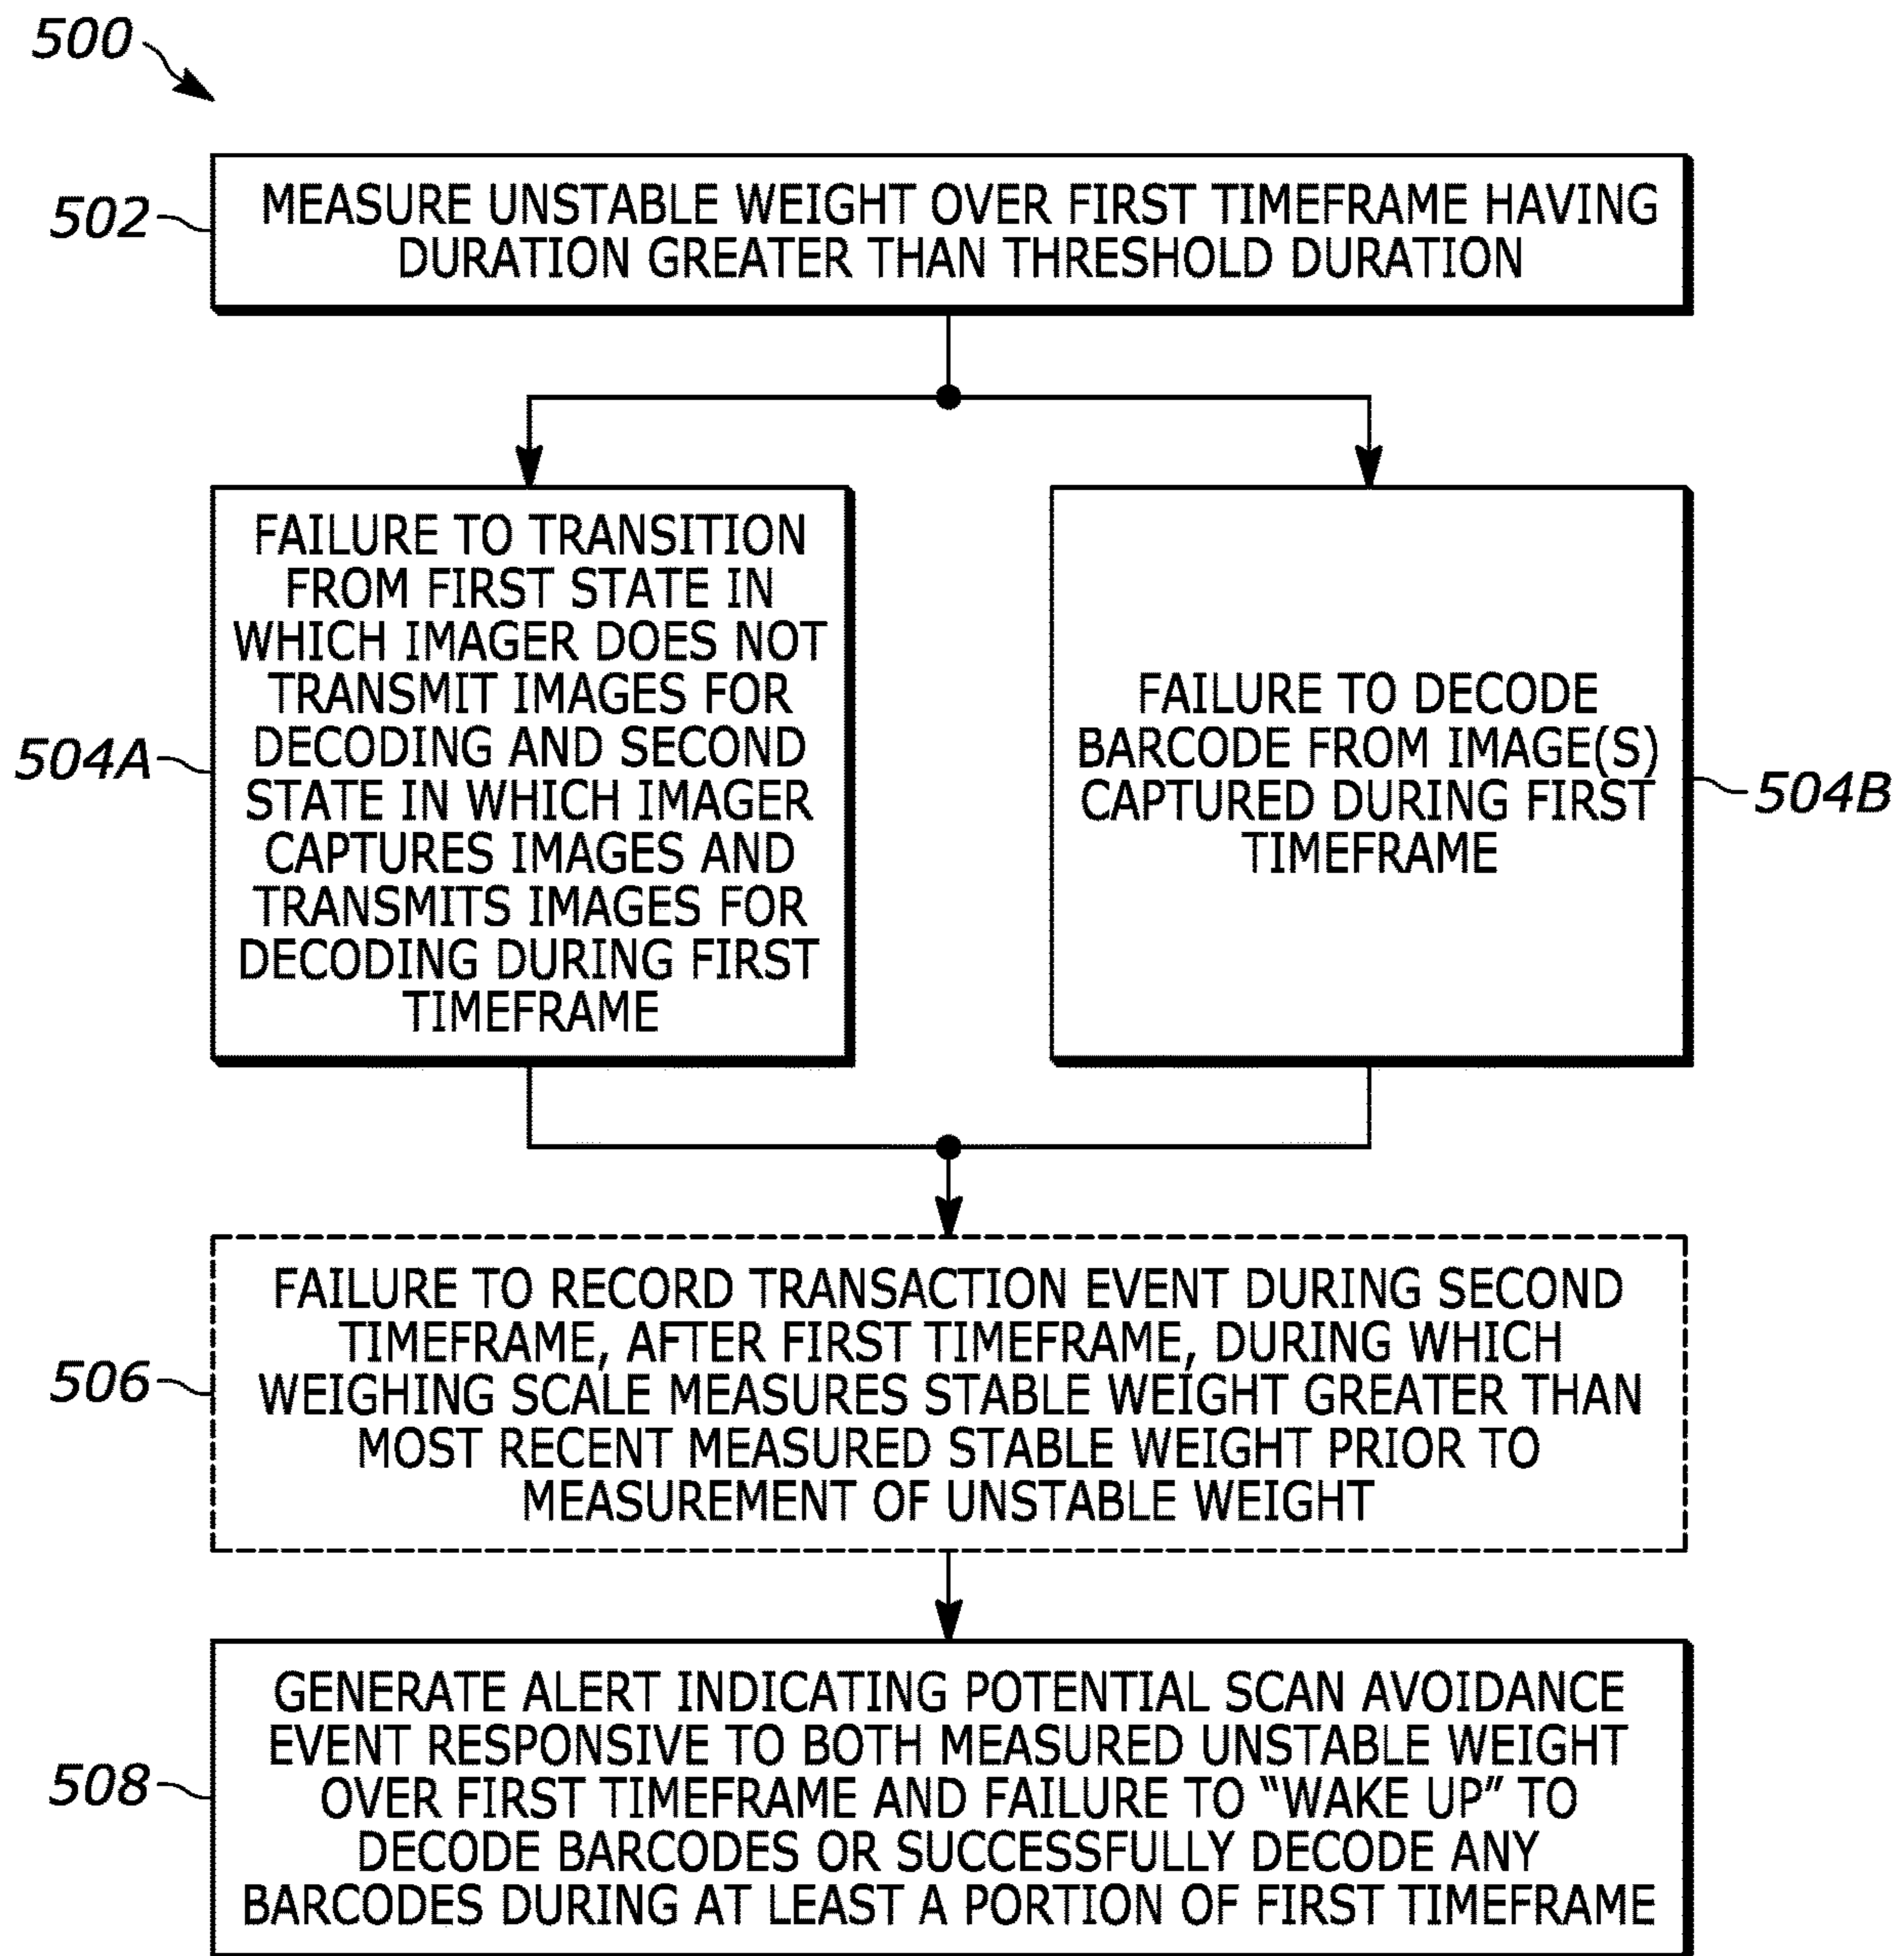 500
502
MEASURE UNSTABLE WEIGHT OVER FIRST TIMEFRAME HAVING
DURATION GREATER THAN THRESHOLD DURATION
504A
FAILURE TO TRANSITION
FROM FIRST STATE IN
WHICH IMAGER DOES NOT
TRANSMIT IMAGES FOR
DECODING AND SECOND
STATE IN WHICH IMAGER
CAPTURES IMAGES AND
TRANSMITS IMAGES FOR
DECODING DURING FIRST
TIMEFRAME
FAILURE TO DECODE
BARCODE FROM IMAGE(S)
CAPTURED DURING FIRST
TIMEFRAME
504B
506
FAILURE TO RECORD TRANSACTION EVENT DURING SECOND
TIMEFRAME, AFTER FIRST TIMEFRAME, DURING WHICH
WEIGHING SCALE MEASURES STABLE WEIGHT GREATER THAN
MOST RECENT MEASURED STABLE WEIGHT PRIOR TO
MEASUREMENT OF UNSTABLE WEIGHT
508
GENERATE ALERT INDICATING POTENTIAL SCAN AVOIDANCE
EVENT RESPONSIVE TO BOTH MEASURED UNSTABLE WEIGHT
OVER FIRST TIMEFRAME AND FAILURE TO “WAKE UP” TO
DECODE BARCODES OR SUCCESSFULLY DECODE ANY
BARCODES DURING AT LEAST A PORTION OF FIRST TIMEFRAME